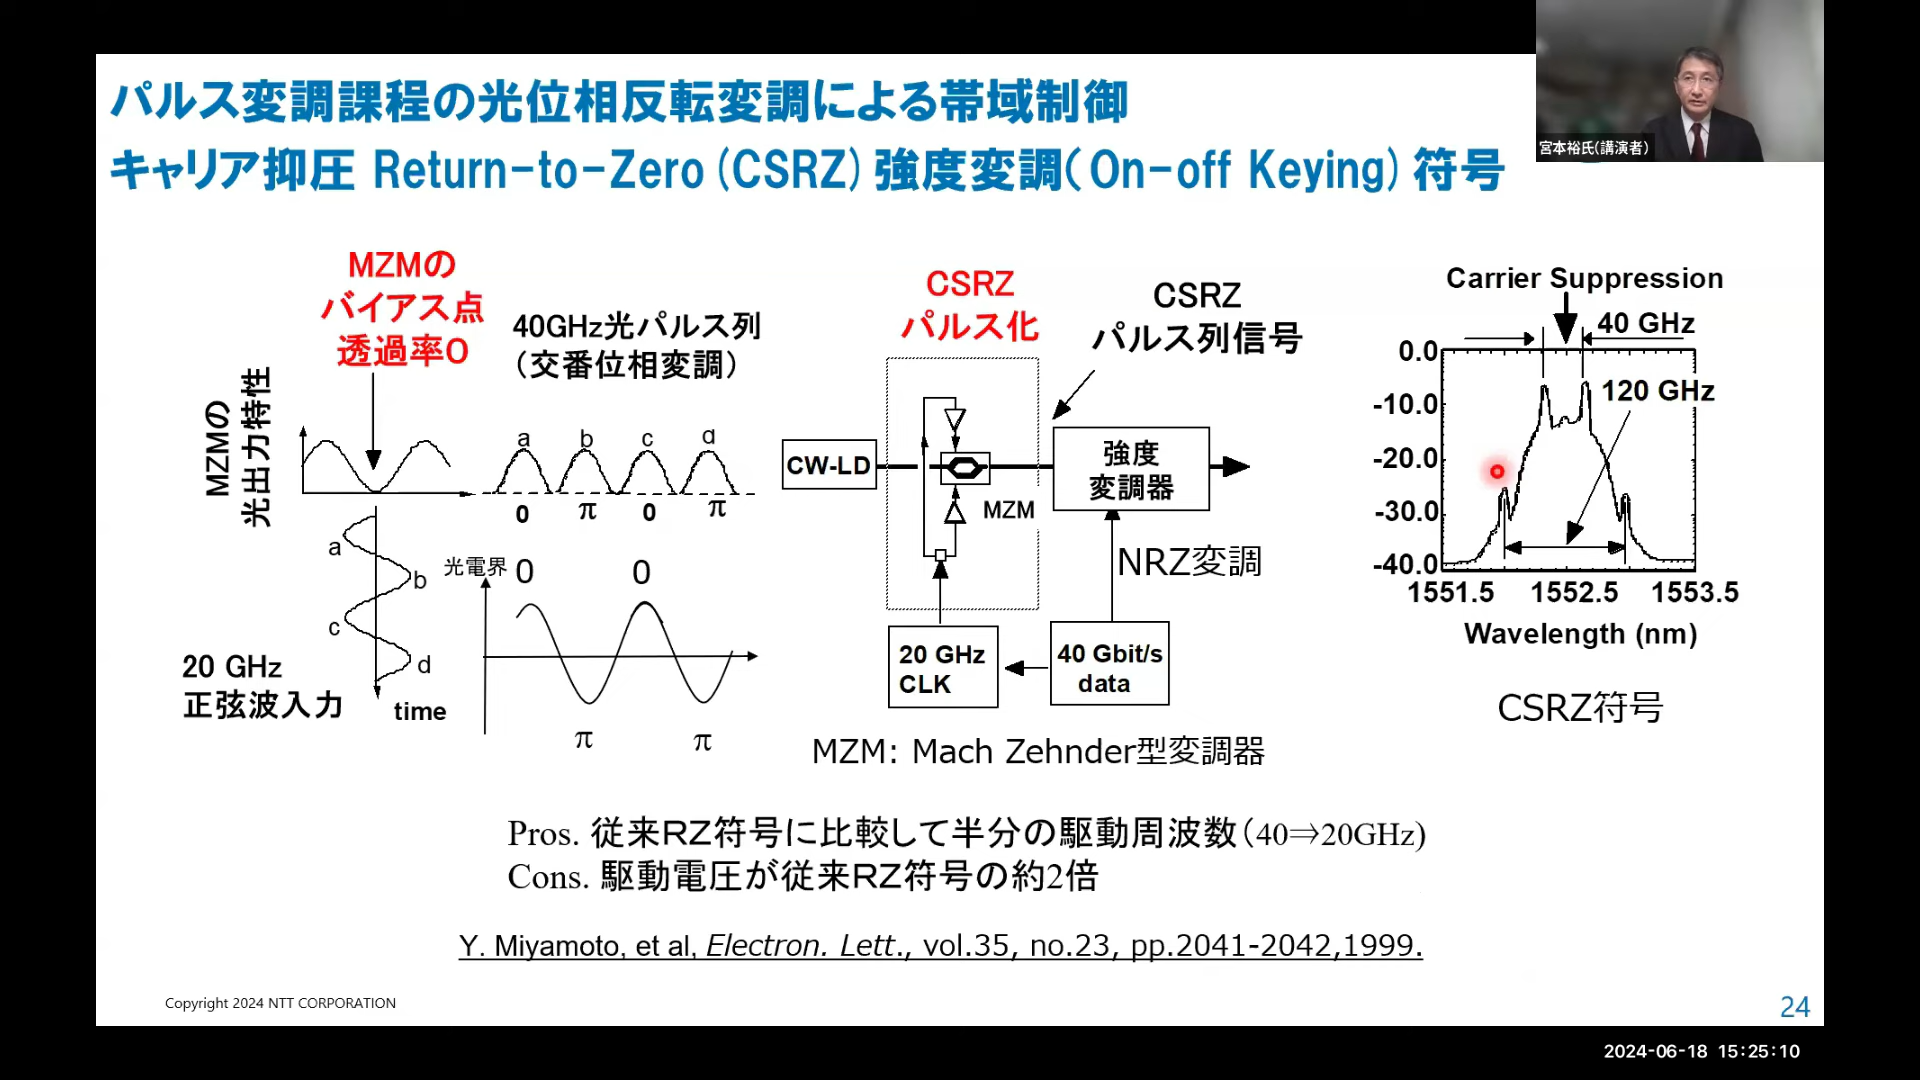 パルス変調課程の光位相反転変調による帯域制御
キャリア抑圧 Return-to-Zero (CSRZ) 強度変調( On-off Keying) 符号
宮本裕氏(講演者)
MZMの
バイアス点
透過率0
40GHz光パルス列
(交番位相変調)
MZMの
光出力特性
a b c d
0 π 0 π
a
b
c
d
20 GHz
正弦波入力
time
光電界
0 0
π π
CSRZ
パルス化
CSRZ
パルス列信号
CW-LD
MZM
強度
変調器
NRZ変調
20 GHz
CLK
40 Gbit/s
data
MZM: Mach Zehnder型変調器
Carrier Suppression
40 GHz
120 GHz
0.0
-10.0
-20.0
-30.0
-40.0
1551.5 1552.5 1553.5
Wavelength (nm)
CSRZ符号
Pros. 従来RZ符号に比較して半分の駆動周波数(40⇒20GHz)
Cons. 駆動電圧が従来RZ符号の約2倍
Y. Miyamoto, et al, Electron. Lett., vol.35, no.23, pp.2041-2042,1999.
Copyright 2024 NTT CORPORATION
24
2024-06-18 15:25:10